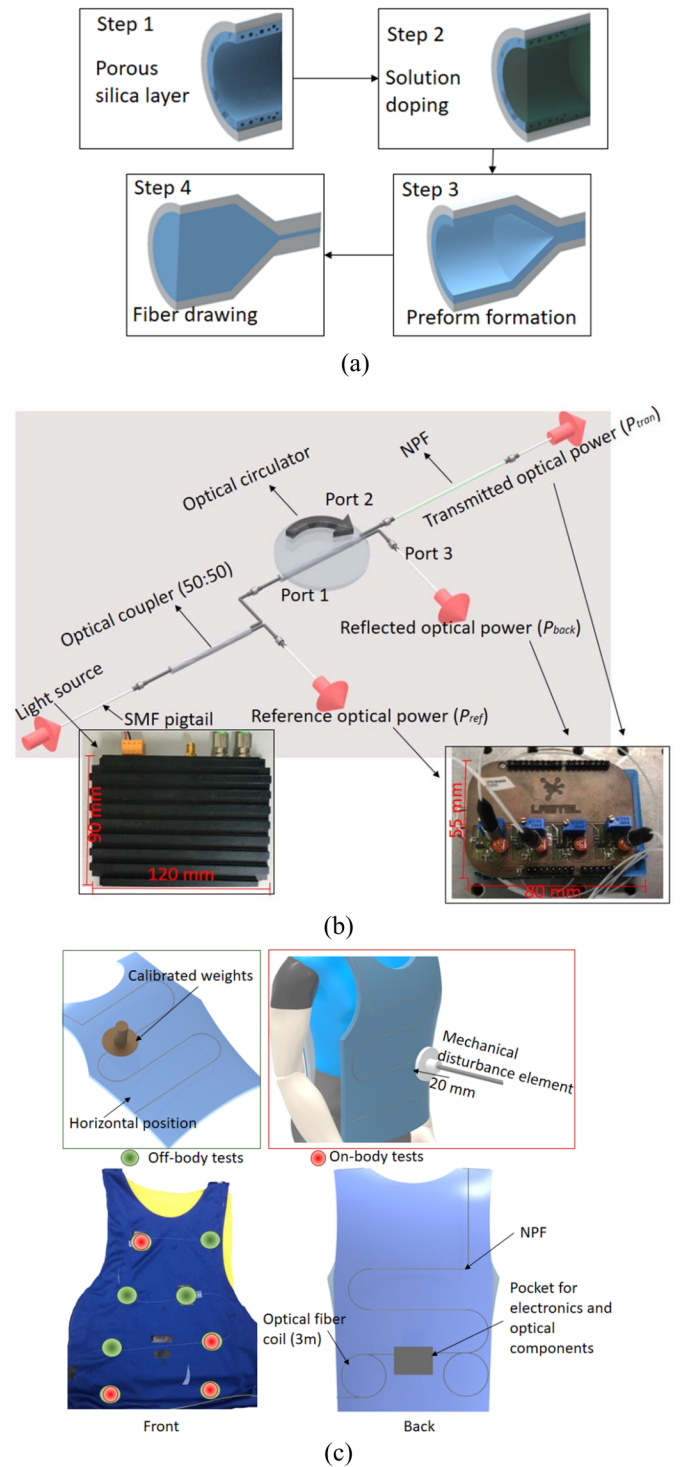 Step 1
Porous
silica layer
Step 2
Solution
doping
Step 4
Fiber drawing
Step 3
Preform formation
(a)
Transmitted optical power (Ptran)
NPF
Optical circulator
Port 2
Port 3
Port 1
Optical coupler (50:50)
Reflected optical power (Pback)
Light source
SMF pigtail
Reference optical power (Pref)
90 mm
120 mm
55 mm
80 mm
(b)
Calibrated weights
Horizontal position
Mechanical
disturbance element
20 mm
Off-body tests
On-body tests
NPF
Pocket for
electronics and
optical
components
Optical fiber
coil (3m)
Front
Back
(c)